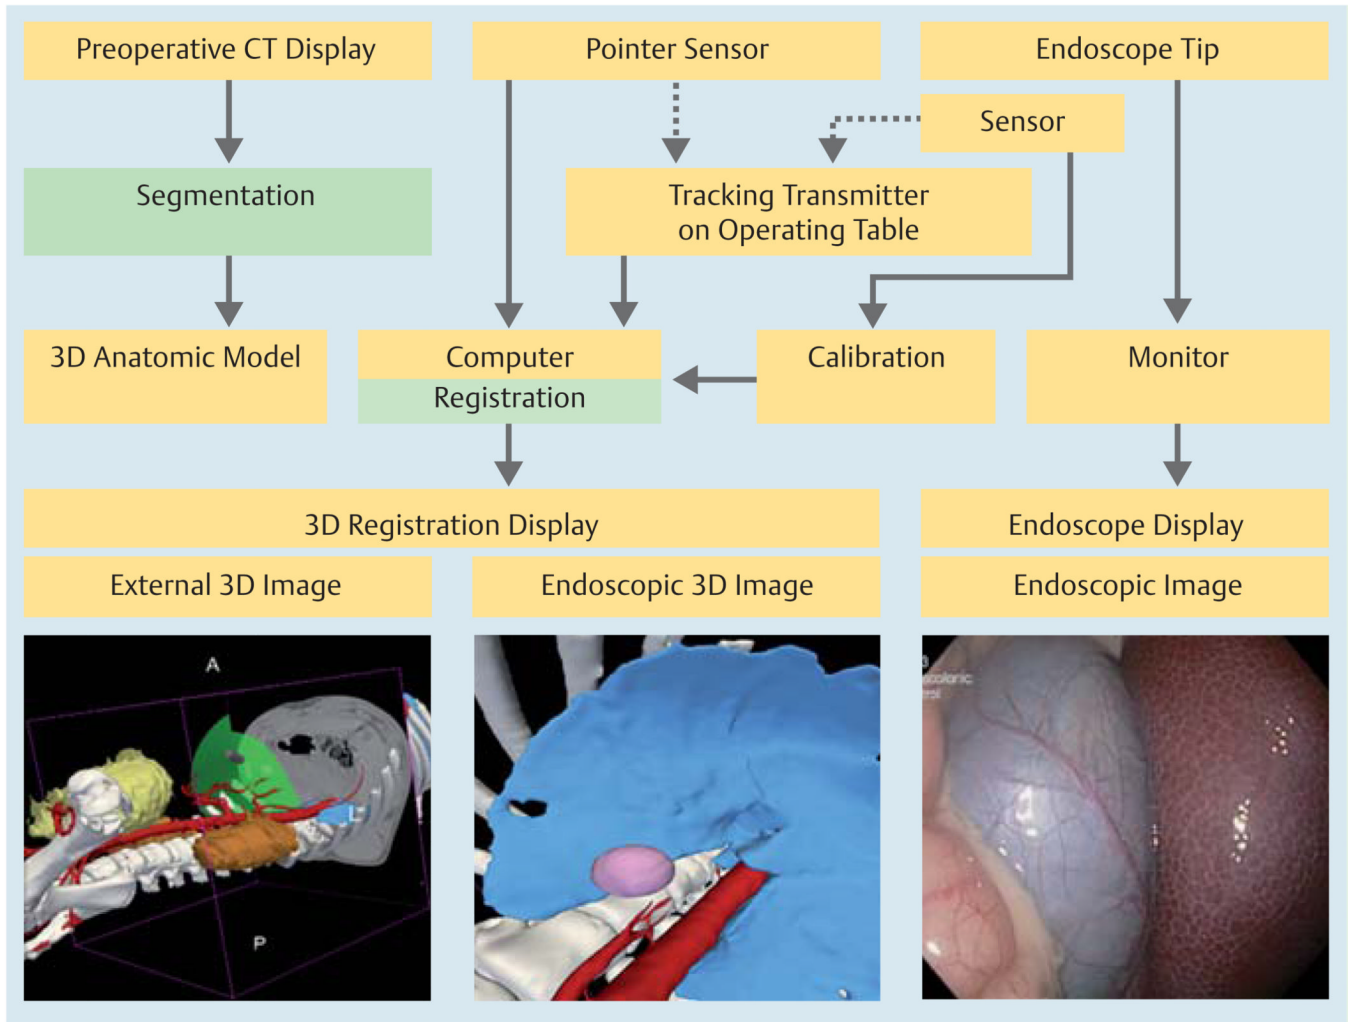 Preoperative CT Display
Pointer Sensor
Endoscope Tip
Sensor
Segmentation
Tracking Transmitter
on Operating Table
3D Anatomic Model
Computer
Registration
Calibration
Monitor
3D Registration Display
Endoscope Display
External 3D Image
Endoscopic 3D Image
Endoscopic Image
A
L
P